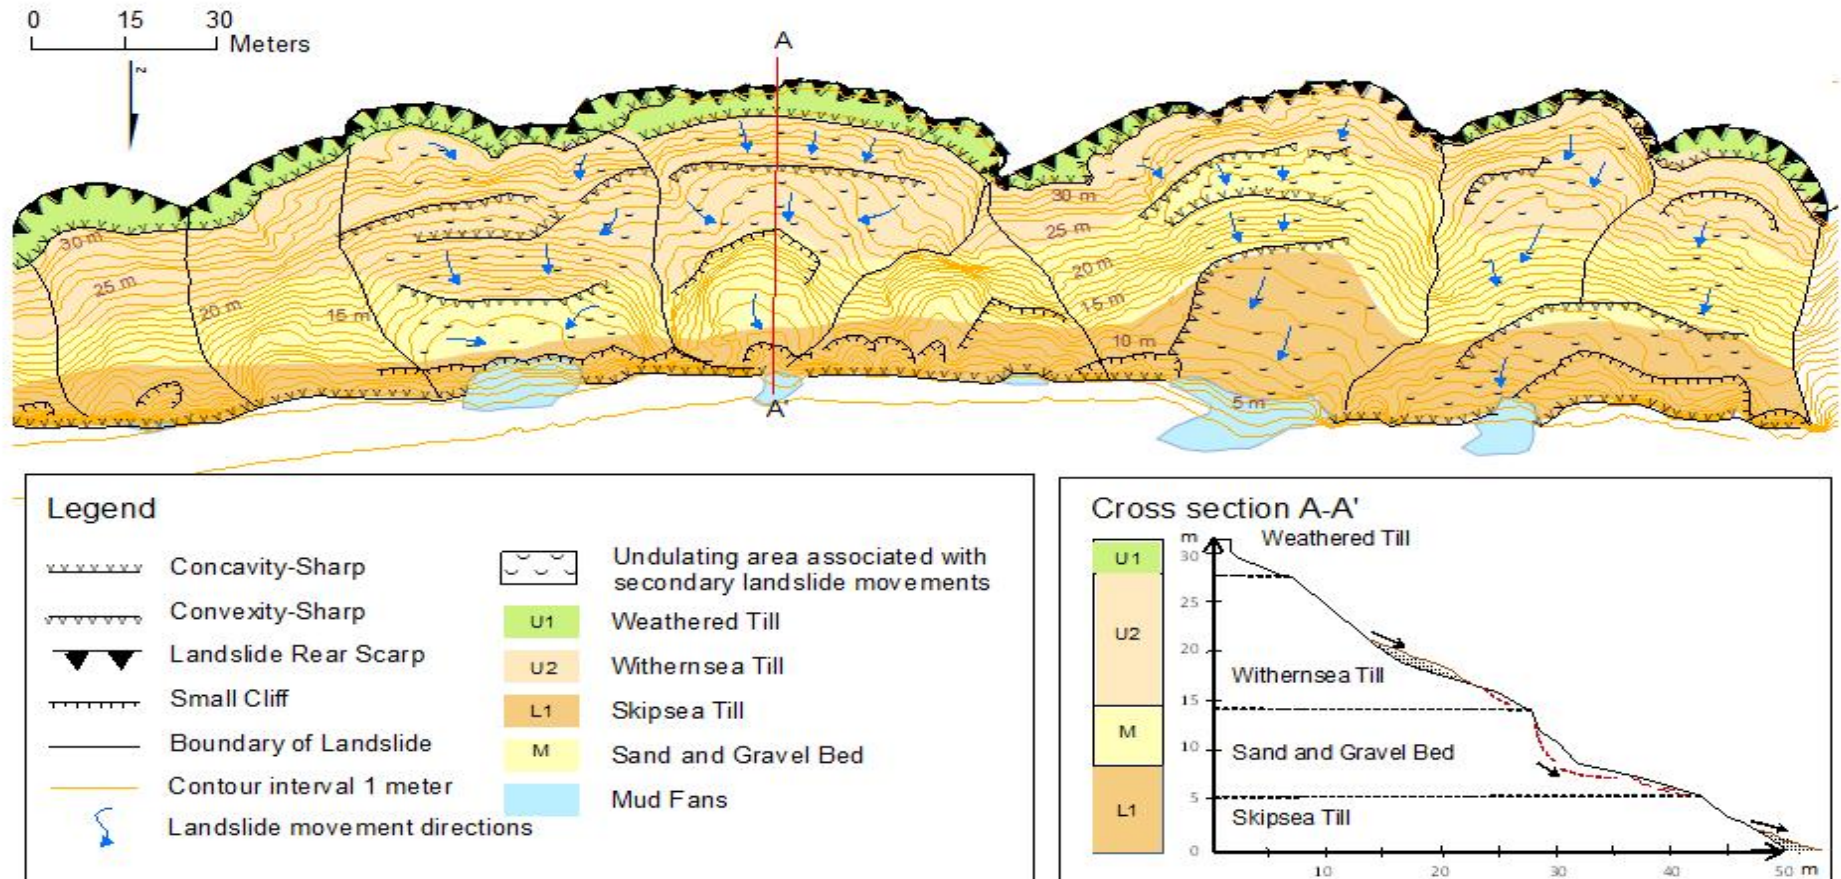 0 15 30
Meters
z
A
30 m
25 m
20 m
15 m
30 m
25 m
20 m
15 m
10 m
5 m
A'
Legend
Concavity-Sharp
Convexity-Sharp
Landslide Rear Scarp
Small Cliff
Boundary of Landslide
Contour interval 1 meter
Landslide movement directions
Undulating area associated with
secondary landslide movements
U1 Weathered Till
U2 Withernsea Till
L1 Skipsea Till
M Sand and Gravel Bed
Mud Fans
Cross section A-A'
U1
U2
M
L1
m
30
25
20
15
10
5
0
Weathered Till
Withernsea Till
Sand and Gravel Bed
Skipsea Till
10 20 30 40 50 m